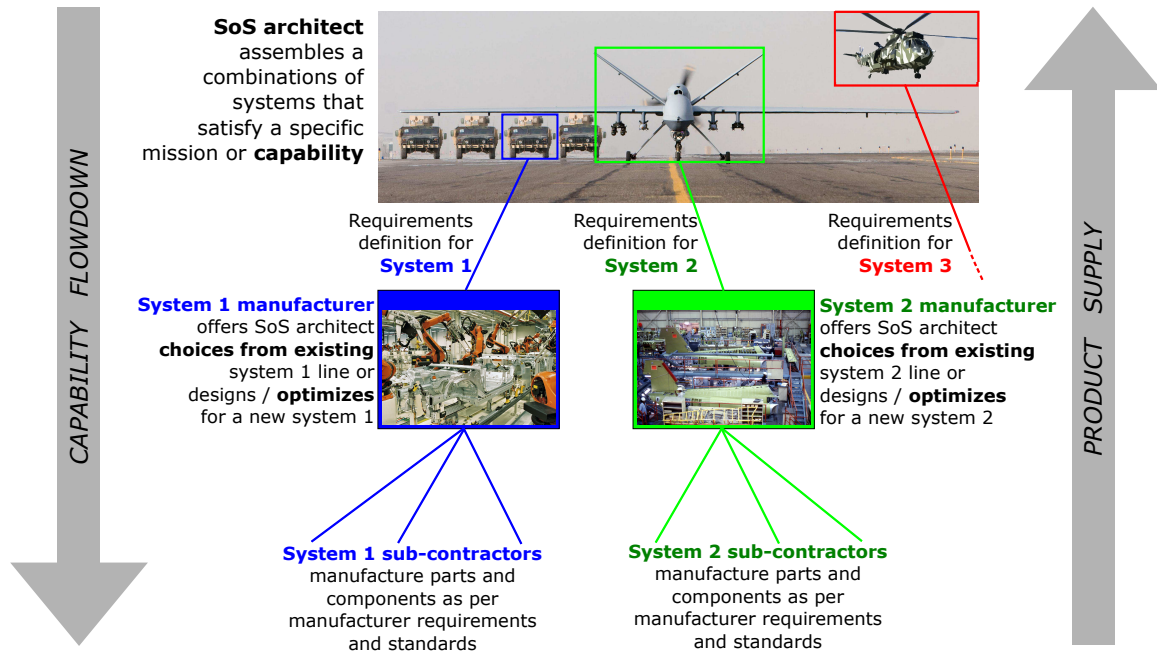 SoS architect
assembles a
combinations of
systems that
satisfy a specific
mission or capability
CAPABILITY FLOWDOWN
PRODUCT SUPPLY
Requirements
definition for
System 1
Requirements
definition for
System 2
Requirements
definition for
System 3
System 1 manufacturer
offers SoS architect
choices from existing
system 1 line or
designs / optimizes
for a new system 1
System 2 manufacturer
offers SoS architect
choices from existing
system 2 line or
designs / optimizes
for a new system 2
System 1 sub-contractors
manufacture parts and
components as per
manufacturer requirements
and standards
System 2 sub-contractors
manufacture parts and
components as per
manufacturer requirements
and standards